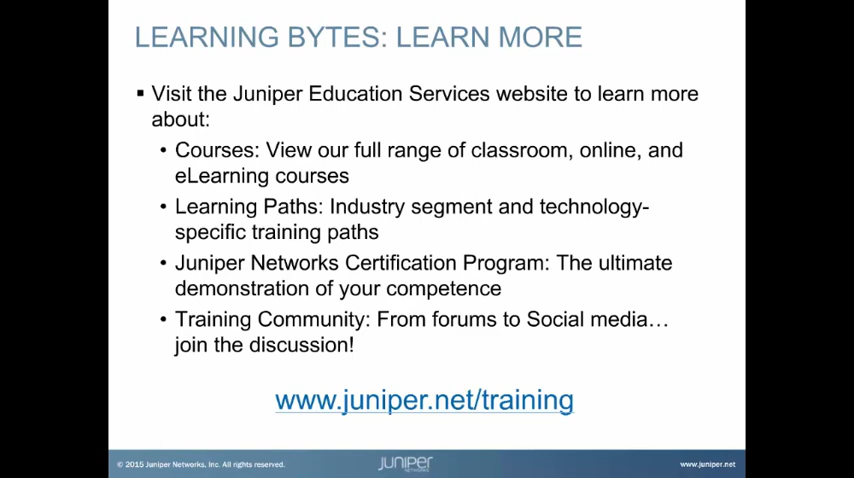 LEARNING BYTES: LEARN MORE
▪ Visit the Juniper Education Services website to learn more
about:
• Courses: View our full range of classroom, online, and
eLearning courses
• Learning Paths: Industry segment and technology-
specific training paths
• Juniper Networks Certification Program: The ultimate
demonstration of your competence
• Training Community: From forums to Social media…
join the discussion!
www.juniper.net/training
© 2015 Juniper Networks, Inc. All rights reserved.
JUNIPER
NETWORKS
www.juniper.net